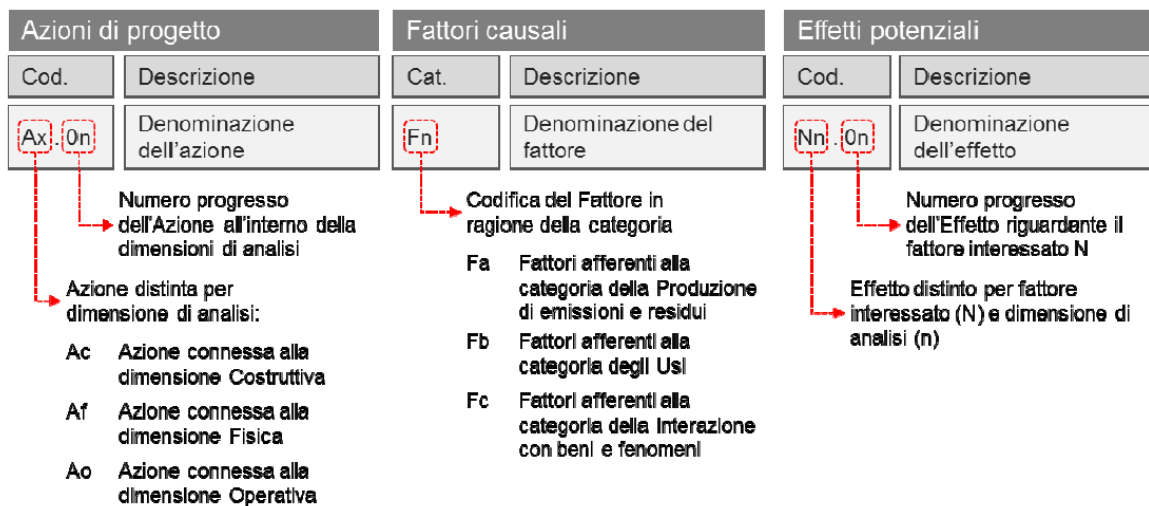 Azioni di progetto
Cod.
Descrizione
Ax . 0n
Denominazione
dell'azione
Numero progresso
dell'Azione all'interno della
dimensioni di analisi
Azione distinta per
dimensione di analisi:
Ac Azione connessa alla
dimensione Costruttiva
Af Azione connessa alla
dimensione Fisica
Ao Azione connessa alla
dimensione Operativa
Fattori causali
Cat.
Descrizione
Fn
Denominazione del
fattore
Codifica del Fattore in
ragione della categoria
Fa Fattori afferenti alla
categoria della Produzione
di emissioni e residui
Fb Fattori afferenti alla
categoria degli Usi
Fc Fattori afferenti alla
categoria della Interazione
con beni e fenomeni
Effetti potenziali
Cod.
Descrizione
Nn . 0n
Denominazione
dell'effetto
Numero progresso
dell'Effetto riguardante il
fattore interessato N
Effetto distinto per fattore
interessato (N) e dimensione di
analisi (n)